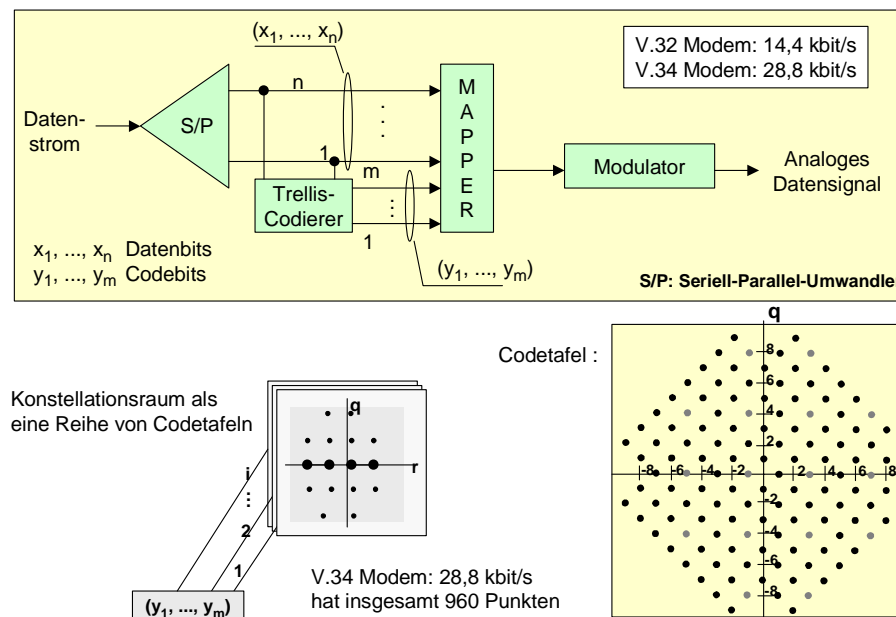 (x1, ..., xn)
V.32 Modem: 14,4 kbit/s
V.34 Modem: 28,8 kbit/s
n
M
A
P
P
E
R
Daten-
strom
S/P
1
m
Modulator
Analoges
Datensignal
Trellis-
Codierer
1
(y1, ..., ym)
x1, ..., xn Datenbits
y1, ..., ym Codebits
S/P: Seriell-Parallel-Umwandle
q
Codetafel :
8
6
4
2
-8 -6 -4 -2 2 4 6 8
-2
-4
-6
-8
Konstellationsraum als
eine Reihe von Codetafeln
q
r
i
2
1
(y1, ..., ym)
V.34 Modem: 28,8 kbit/s
hat insgesamt 960 Punkten